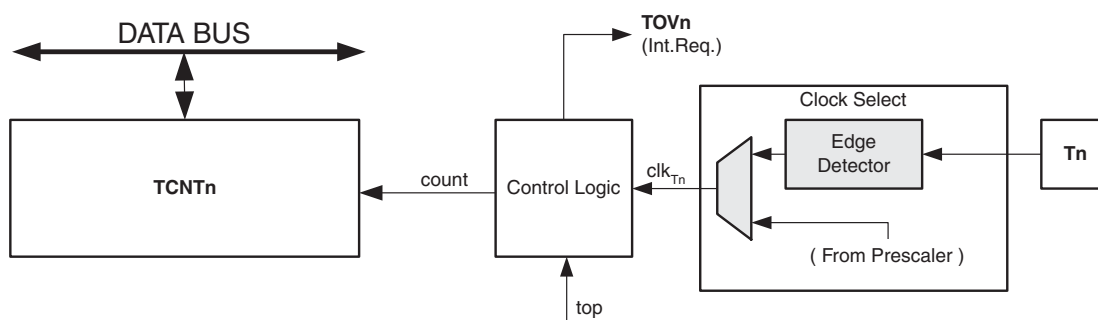 DATA BUS
TOVn
(Int.Req.)
Clock Select
TCNTn
count
Control Logic
clkTn
Edge
Detector
Tn
( From Prescaler )
top